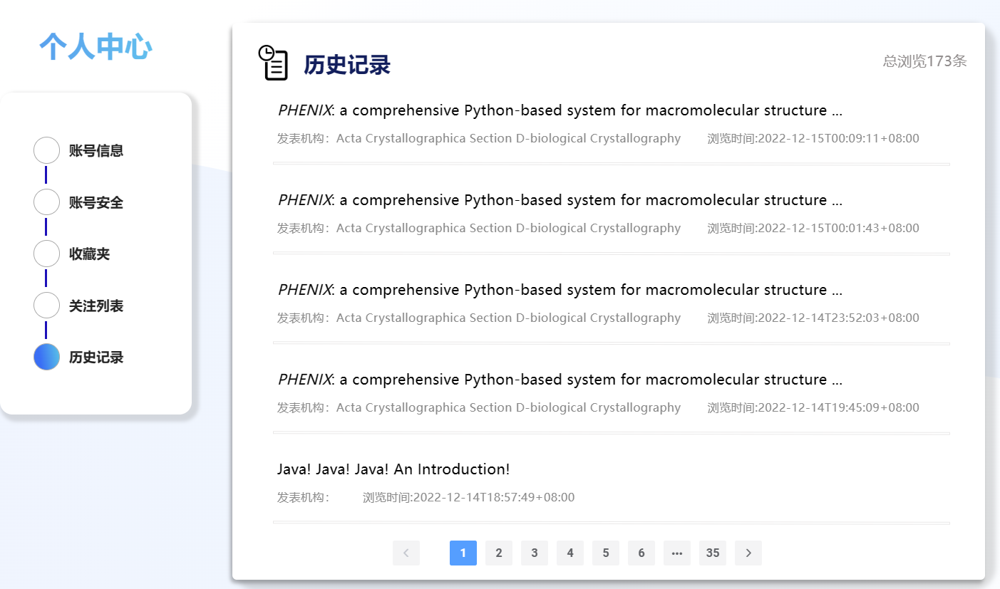 个人中心
账号信息
账号安全
收藏夹
关注列表
历史记录
历史记录
总浏览173条
PHENIX: a comprehensive Python-based system for macromolecular structure ...
发表机构：Acta Crystallographica Section D-biological Crystallography 浏览时间:2022-12-15T00:09:11+08:00
PHENIX: a comprehensive Python-based system for macromolecular structure ...
发表机构：Acta Crystallographica Section D-biological Crystallography 浏览时间:2022-12-15T00:01:43+08:00
PHENIX: a comprehensive Python-based system for macromolecular structure ...
发表机构：Acta Crystallographica Section D-biological Crystallography 浏览时间:2022-12-14T23:52:03+08:00
PHENIX: a comprehensive Python-based system for macromolecular structure ...
发表机构：Acta Crystallographica Section D-biological Crystallography 浏览时间:2022-12-14T19:45:09+08:00
Java! Java! Java! An Introduction!
发表机构： 浏览时间:2022-12-14T18:57:49+08:00
1 2 3 4 5 6 ... 35